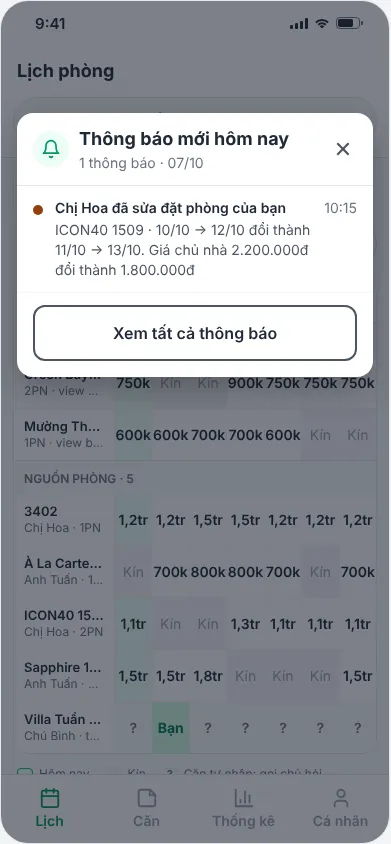 9:41
Lịch phòng
Thông báo mới hôm nay
1 thông báo · 07/10
Chị Hoa đã sửa đặt phòng của bạn 10:15
ICON40 1509 · 10/10 → 12/10 đổi thành
11/10 → 13/10. Giá chủ nhà 2.200.000đ
đổi thành 1.800.000đ
Xem tất cả thông báo
750k Kín Kín 900k 750k 750k 750k
2PN · view ...
Mường Th...
1PN · view b...
600k 600k 700k 700k 600k Kín Kín
NGUỒN PHÒNG · 5
3402
Chị Hoa · 1PN
1,2tr 1,2tr 1,5tr 1,5tr 1,2tr 1,2tr 1,2tr
À La Carte...
Anh Tuấn · 1...
Kín 700k 800k 800k 700k Kín 700k
ICON40 15...
Chị Hoa · 2PN
1,1tr Kín Kín 1,3tr 1,1tr 1,1tr 1,1tr
Sapphire 1...
Anh Tuấn · ...
1,5tr 1,5tr 1,8tr Kín Kín Kín 1,5tr
Villa Tuần ...
Chú Bình · t...
? Bạn ? ? ? ? ?
Hôm nay Kín ? Căn tư nhân: gọi chủ hỏi
Lịch Căn Thống kê Cá nhân